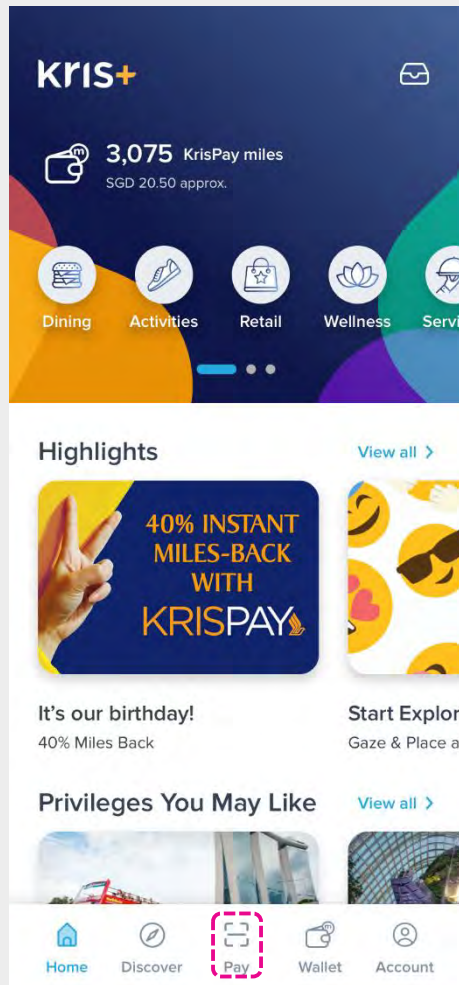 kris+
m
3,075 KrisPay miles
SGD 20.50 approx.
Dining Activities Retail Wellness Servi
Highlights View all >
40% INSTANT
MILES-BACK
WITH
KRISPAY
It's our birthday! Start Explor
40% Miles Back Gaze & Place a
Privileges You May Like View all >
m
Home Discover Pay Wallet Account